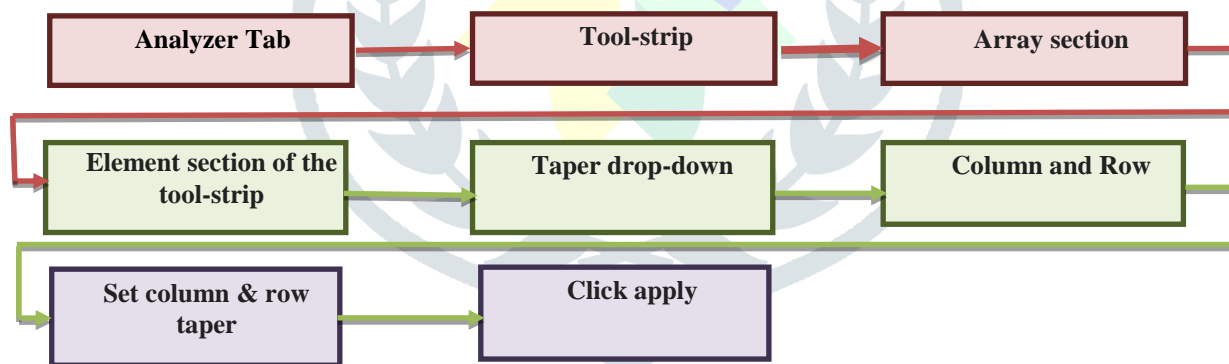 Analyzer Tab
Tool-strip
Array section
Element section of the
tool-strip
Taper drop-down
Column and Row
Set column & row
taper
Click apply